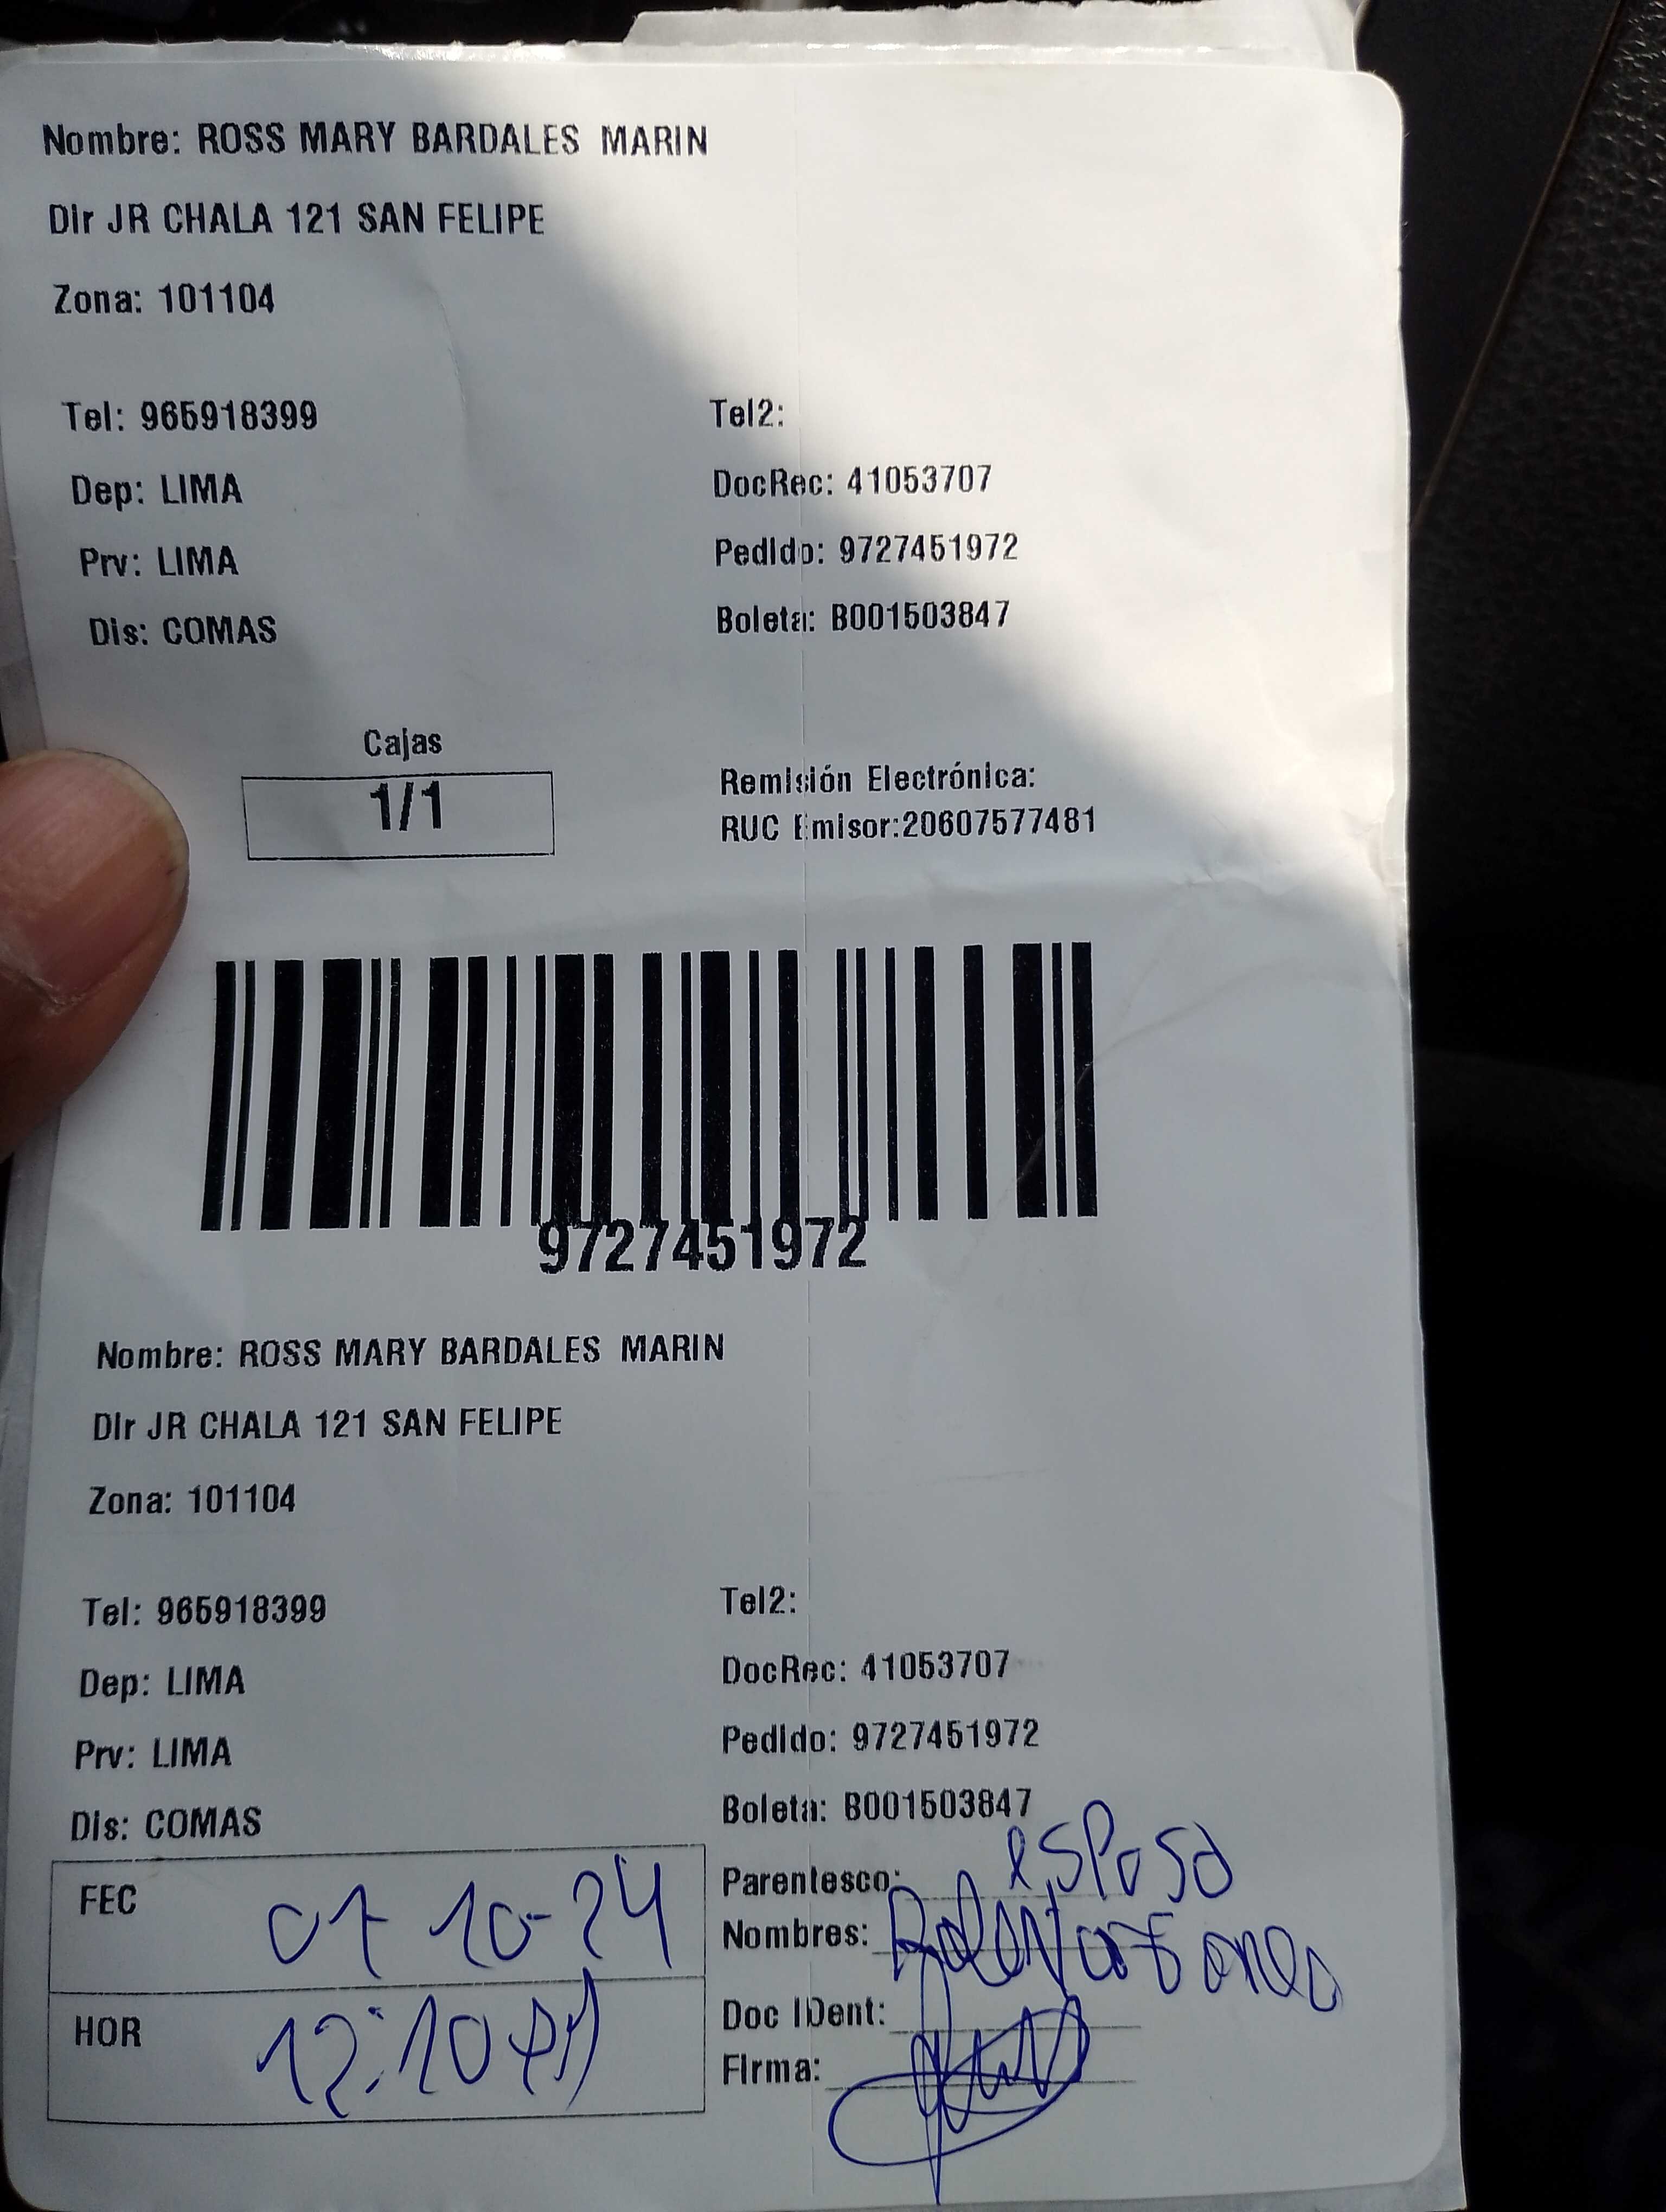 Nombre: ROSS MARY BARDALES MARIN
Dir JR CHALA 121 SAN FELIPE
Zona: 101104
Tel: 965918399
Tel2:
Dep: LIMA
DocRec: 41053707
Prv: LIMA
Pedido: 9727451972
Dis: COMAS
Boleta: B001503847
Cajas
1/1
Remisión Electrónica:
RUC Emisor:20607577481
9727451972
Nombre: ROSS MARY BARDALES MARIN
Dir JR CHALA 121 SAN FELIPE
Zona: 101104
Tel: 965918399
Tel2:
Dep: LIMA
DocRec: 41053707
Prv: LIMA
Pedido: 9727451972
Dis: COMAS
Boleta: B001503847
FEC 07 10-24
HOR 12:10 PM
Parentesco: esposo
Nombres:
Doc IDent:
Firma: